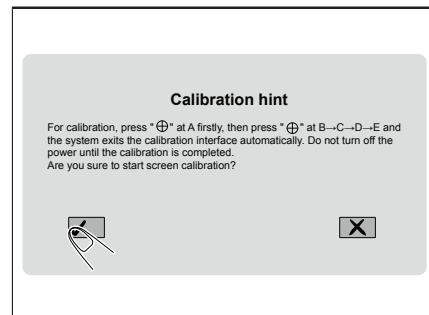 Calibration hint
For calibration, press "⊕" at A firstly, then press "⊕" at B→C→D→E and
the system exits the calibration interface automatically. Do not turn off the
power until the calibration is completed.
Are you sure to start screen calibration?